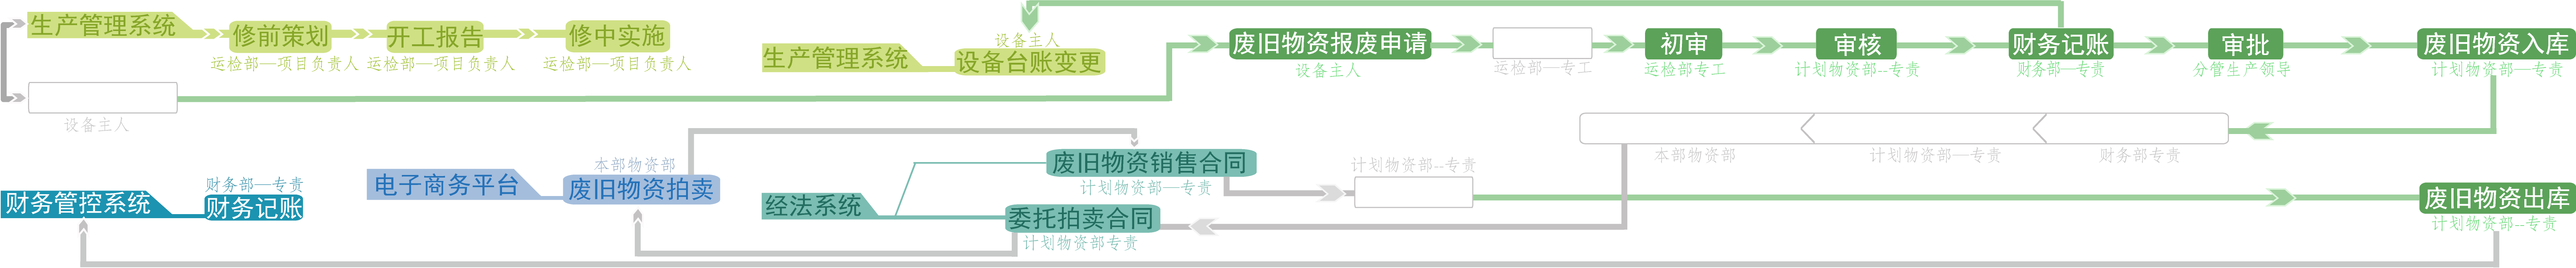 生产管理系统
修前策划
运检部—项目负责人
开工报告
运检部—项目负责人
修中实施
运检部—项目负责人
设备主人
生产管理系统
设备主人
设备台账变更
废旧物资报废申请
设备主人
运检部—专工
初审
运检部专工
审核
计划物资部--专责
财务记账
财务部—专责
审批
分管生产领导
废旧物资入库
计划物资部—专责
本部物资部
计划物资部—专责
财务部专责
财务管控系统
财务部—专责
财务记账
电子商务平台
本部物资部
废旧物资拍卖
经法系统
废旧物资销售合同
计划物资部—专责
委托拍卖合同
计划物资部专责
计划物资部--专责
废旧物资出库
计划物资部--专责